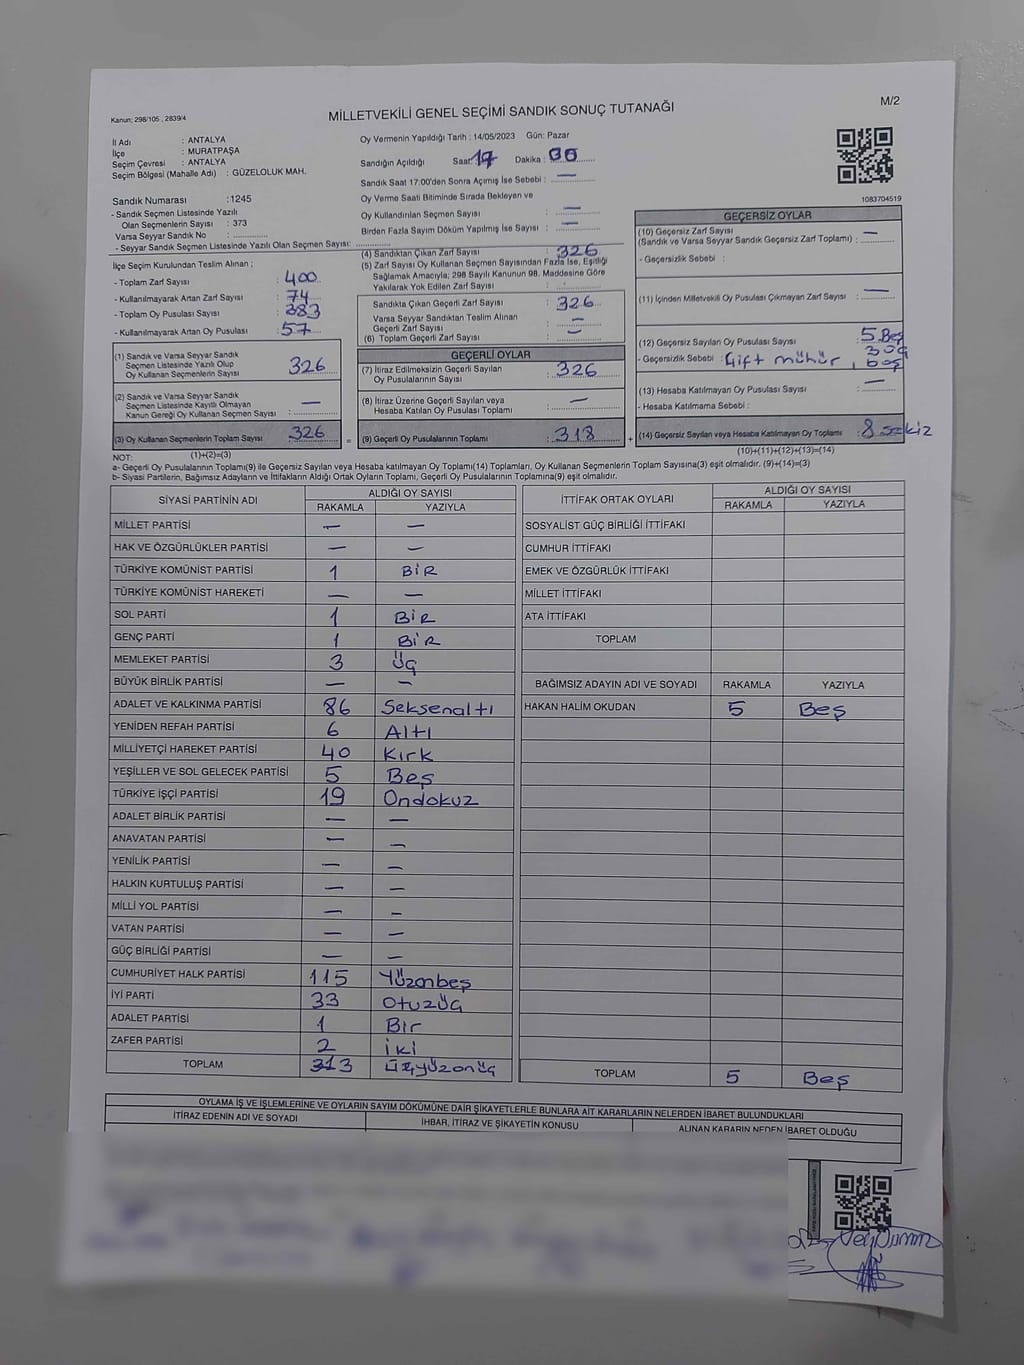 M/2
Kanun; 298/105 , 2839/4
MİLLETVEKİLİ GENEL SEÇİMİ SANDIK SONUÇ TUTANAĞI
İl Adı : ANTALYA
İlçe : MURATPAŞA
Seçim Çevresi : ANTALYA
Seçim Bölgesi (Mahalle Adı) : GÜZELOLUK MAH.
Sandık Numarası :1245
- Sandık Seçmen Listesinde Yazılı
Olan Seçmenlerin Sayısı : 373
Varsa Seyyar Sandık No :
- Seyyar Sandık Seçmen Listesinde Yazılı Olan Seçmen Sayısı:
Oy Vermenin Yapıldığı Tarih : 14/05/2023 Gün: Pazar
Sandığın Açıldığı Saat: 17 Dakika :
Sandık Saat 17:00'den Sonra Açımış İse Sebebi : —
Oy Verme Saati Bitiminde Sırada Bekleyen ve
Oy Kullandırılan Seçmen Sayısı : —
Birden Fazla Sayım Döküm Yapılmış İse Sayısı : —
1083704519
İlçe Seçim Kurulundan Teslim Alınan ;
- Toplam Zarf Sayısı : 400
- Kullanılmayarak Artan Zarf Sayısı : 74
- Toplam Oy Pusulası Sayısı : 383
- Kullanılmayarak Artan Oy Pusulası : 57
(4) Sandıktan Çıkan Zarf Sayısı : 326
(5) Zarf Sayısı Oy Kullanan Seçmen Sayısından Fazla İse, Eşitliği
Sağlamak Amacıyla; 298 Sayılı Kanunun 98. Maddesine Göre
Yakılarak Yok Edilen Zarf Sayısı :
Sandıkta Çıkan Geçerli Zarf Sayısı : 326
Varsa Seyyar Sandıktan Teslim Alınan
Geçerli Zarf Sayısı : —
(6) Toplam Geçerli Zarf Sayısı : —
GEÇERSİZ OYLAR
(10) Geçersiz Zarf Sayısı
(Sandık ve Varsa Seyyar Sandık Geçersiz Zarf Toplamı) : —
- Geçersizlik Sebebi :
(11) İçinden Milletvekili Oy Pusulası Çıkmayan Zarf Sayısı : —
(12) Geçersiz Sayılan Oy Pusulası Sayısı : 5 Beş
3 üç
- Geçersizlik Sebebi : Çift mühür , boş
(13) Hesaba Katılmayan Oy Pusulası Sayısı : —
- Hesaba Katılmama Sebebi :
(14) Geçersiz Sayılan veya Hesaba Katılmayan Oy Toplamı : 8 sekiz
(10)+(11)+(12)+(13)=(14)
(1) Sandık ve Varsa Seyyar Sandık
Seçmen Listesinde Yazılı Olup
Oy Kullanan Seçmenlerin Sayısı : 326
(2) Sandık ve Varsa Seyyar Sandık
Seçmen Listesinde Kayıtlı Olmayan
Kanun Gereği Oy Kullanan Seçmen Sayısı : —
(3) Oy Kullanan Seçmenlerin Toplam Sayısı : 326 =
(1)+(2)=(3)
GEÇERLİ OYLAR
(7) İtiraz Edilmeksizin Geçerli Sayılan
Oy Pusulalarının Sayısı : 326
(8) İtiraz Üzerine Geçerli Sayılan veya
Hesaba Katılan Oy Pusulası Toplamı : —
(9) Geçerli Oy Pusulalarının Toplamı : 318 +
NOT:
a- Geçerli Oy Pusulalarının Toplamı(9) ile Geçersiz Sayılan veya Hesaba katılmayan Oy Toplamı(14) Toplamları, Oy Kullanan Seçmenlerin Toplam Sayısına(3) eşit olmalıdır. (9)+(14)=(3)
b- Siyasi Partilerin, Bağımsız Adayların ve İttifakların Aldığı Ortak Oyların Toplamı, Geçerli Oy Pusulalarının Toplamına(9) eşit olmalıdır.
SİYASİ PARTİNİN ADI ALDIĞI OY SAYISI
RAKAMLA YAZIYLA
MİLLET PARTİSİ — —
HAK VE ÖZGÜRLÜKLER PARTİSİ — —
TÜRKİYE KOMÜNİST PARTİSİ 1 BİR
TÜRKİYE KOMÜNİST HAREKETİ — —
SOL PARTİ 1 BİR
GENÇ PARTİ 1 BİR
MEMLEKET PARTİSİ 3 Üç
BÜYÜK BİRLİK PARTİSİ — —
ADALET VE KALKINMA PARTİSİ 86 Seksenaltı
YENİDEN REFAH PARTİSİ 6 Altı
MİLLİYETÇİ HAREKET PARTİSİ 40 Kırk
YEŞİLLER VE SOL GELECEK PARTİSİ 5 Beş
TÜRKİYE İŞÇİ PARTİSİ 19 Ondokuz
ADALET BİRLİK PARTİSİ — —
ANAVATAN PARTİSİ — —
YENİLİK PARTİSİ — —
HALKIN KURTULUŞ PARTİSİ — —
MİLLİ YOL PARTİSİ — —
VATAN PARTİSİ — —
GÜÇ BİRLİĞİ PARTİSİ — —
CUMHURİYET HALK PARTİSİ 115 Yüzonbeş
İYİ PARTİ 33 Otuzüç
ADALET PARTİSİ 1 Bir
ZAFER PARTİSİ 2 İki
TOPLAM 313 üçyüzonüç
İTTİFAK ORTAK OYLARI ALDIĞI OY SAYISI
RAKAMLA YAZIYLA
SOSYALİST GÜÇ BİRLİĞİ İTTİFAKI
CUMHUR İTTİFAKI
EMEK VE ÖZGÜRLÜK İTTİFAKI
MİLLET İTTİFAKI
ATA İTTİFAKI
TOPLAM
BAĞIMSIZ ADAYIN ADI VE SOYADI RAKAMLA YAZIYLA
HAKAN HALİM OKUDAN 5 Beş
TOPLAM 5 Beş
OYLAMA İŞ VE İŞLEMLERİNE VE OYLARIN SAYIM DÖKÜMÜNE DAİR ŞİKAYETLERLE BUNLARA AİT KARARLARIN NELERDEN İBARET BULUNDUKLARI
İTİRAZ EDENİN ADI VE SOYADI İHBAR, İTİRAZ VE ŞİKAYETİN KONUSU ALINAN KARARIN NEDEN İBARET OLDUĞU